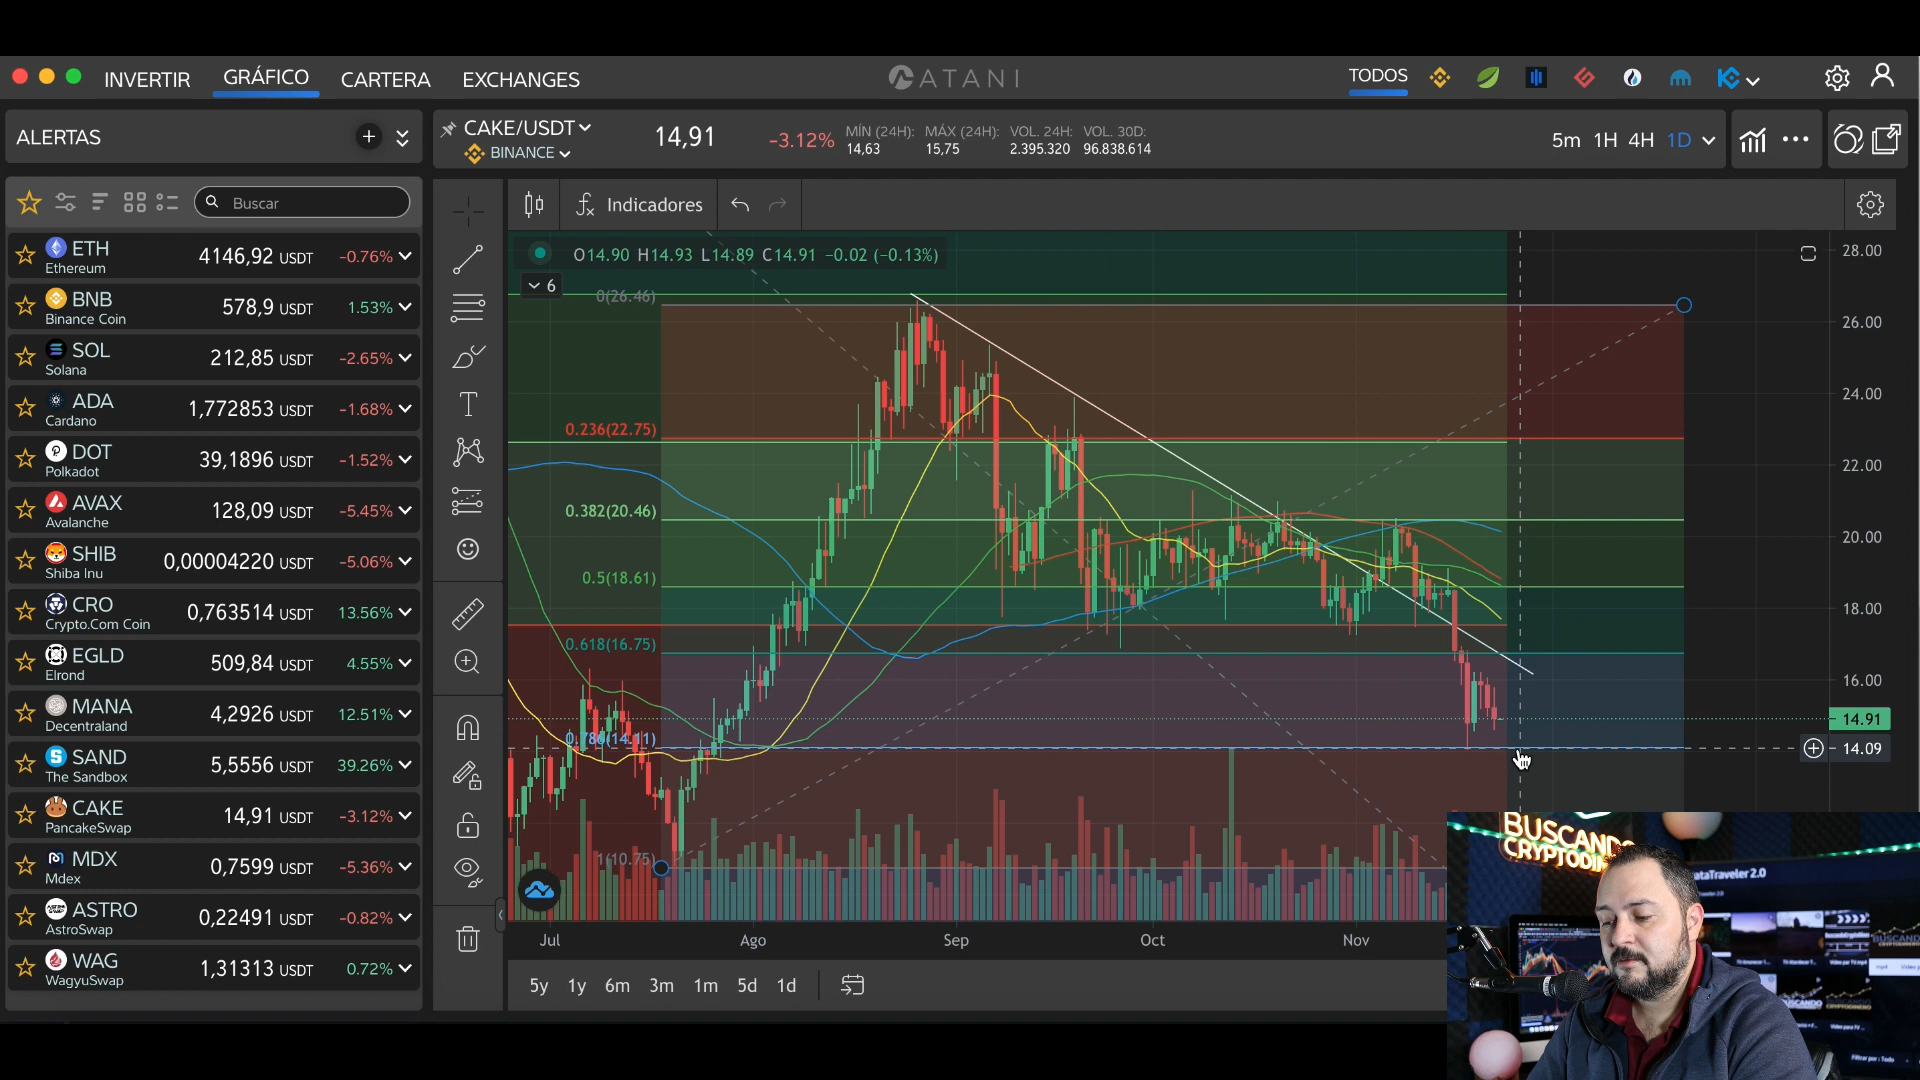 INVERTIR GRÁFICO CARTERA EXCHANGES
ATANI
TODOS
ALERTAS
CAKE/USDT
BINANCE
14,91
-3.12%
MÍN (24H): MÁX (24H): VOL. 24H: VOL. 30D:
14,63 15,75 2.395.320 96.838.614
5m 1H 4H 1D
Buscar
Indicadores
O14.90 H14.93 L14.89 C14.91 −0.02 (−0.13%)
6
ETH 4146,92 USDT -0.76%
Ethereum
BNB 578,9 USDT 1.53%
Binance Coin
SOL 212,85 USDT -2.65%
Solana
ADA 1,772853 USDT -1.68%
Cardano
DOT 39,1896 USDT -1.52%
Polkadot
AVAX 128,09 USDT -5.45%
Avalanche
SHIB 0,00004220 USDT -5.06%
Shiba Inu
CRO 0,763514 USDT 13.56%
Crypto.Com Coin
EGLD 509,84 USDT 4.55%
Elrond
MANA 4,2926 USDT 12.51%
Decentraland
SAND 5,5556 USDT 39.26%
The Sandbox
CAKE 14,91 USDT -3.12%
PancakeSwap
MDX 0,7599 USDT -5.36%
Mdex
ASTRO 0,22491 USDT -0.82%
AstroSwap
WAG 1,31313 USDT 0.72%
WagyuSwap
0(26.46)
0.236(22.75)
0.382(20.46)
0.5(18.61)
0.618(16.75)
0.786(14.11)
1(10.75)
28.00
26.00
24.00
22.00
20.00
18.00
16.00
14.91
14.09
Jul Ago Sep Oct Nov
5y 1y 6m 3m 1m 5d 1d
BUSCANDO
CRYPTODIN
ataTraveler 2.0